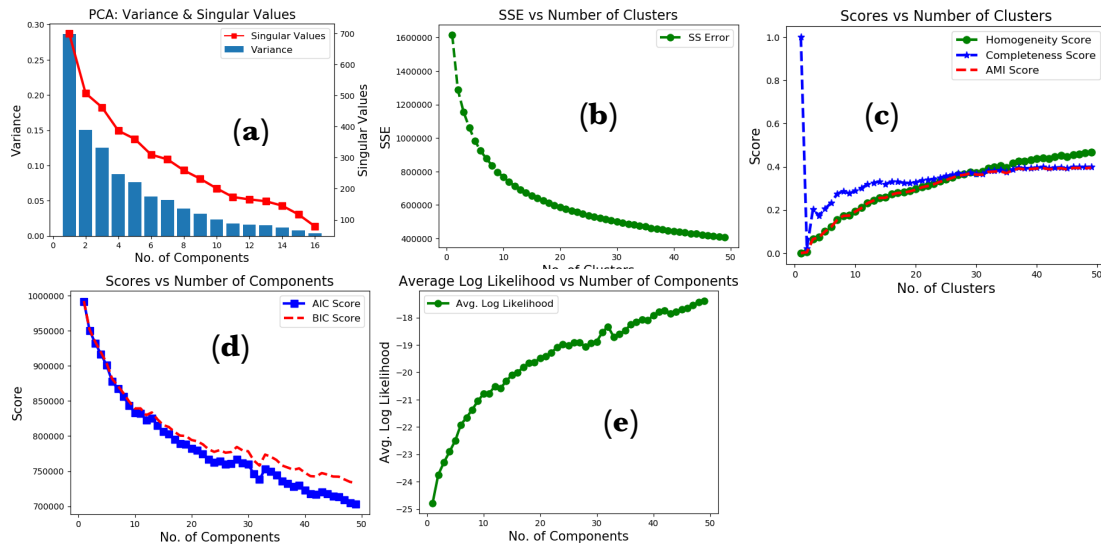 PCA: Variance & Singular Values
Singular Values
Variance
0.30
0.25
0.20
0.15
0.10
0.05
0.00
Variance
700
600
500
400
300
200
100
Singular Values
(a)
2 4 6 8 10 12 14 16
No. of Components
SSE vs Number of Clusters
SS Error
1600000
1400000
1200000
1000000
800000
600000
400000
SSE
(b)
0 10 20 30 40 50
No. of Clusters
Scores vs Number of Clusters
Homogeneity Score
Completeness Score
AMI Score
1.0
0.8
0.6
0.4
0.2
0.0
Score
(c)
0 10 20 30 40 50
No. of Clusters
Scores vs Number of Components
AIC Score
BIC Score
1000000
950000
900000
850000
800000
750000
700000
Score
(d)
0 10 20 30 40 50
No. of Components
Average Log Likelihood vs Number of Components
Avg. Log Likelihood
−18
−19
−20
−21
−22
−23
−24
−25
Avg. Log Likelihood
(e)
0 10 20 30 40 50
No. of Components